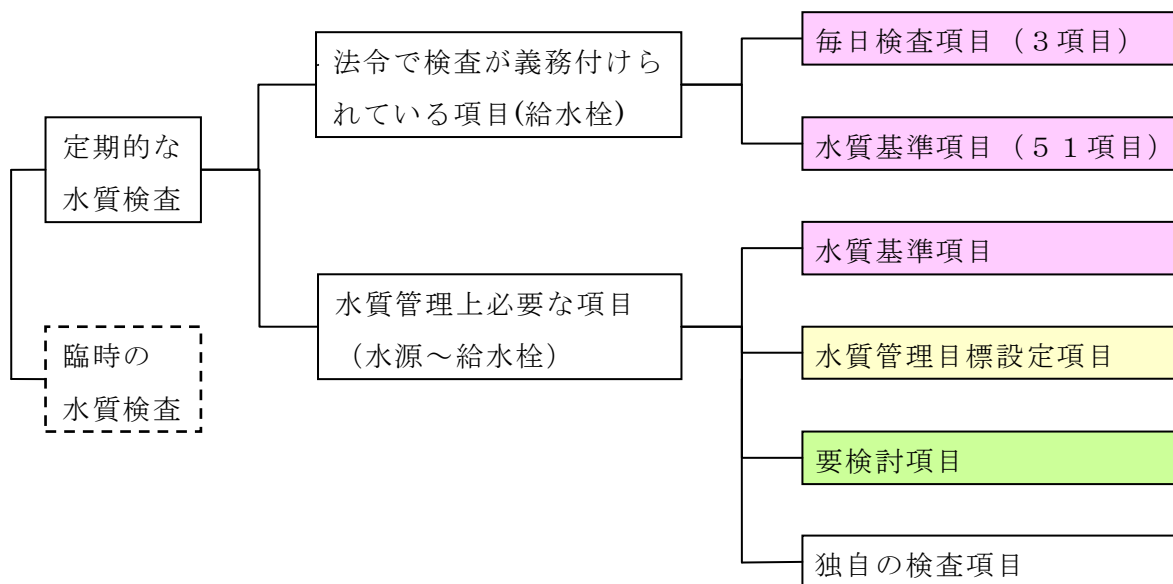 定期的な
水質検査
臨時の
水質検査
法令で検査が義務付けら
れている項目(給水栓)
水質管理上必要な項目
（水源～給水栓）
毎日検査項目（３項目）
水質基準項目（５１項目）
水質基準項目
水質管理目標設定項目
要検討項目
独自の検査項目